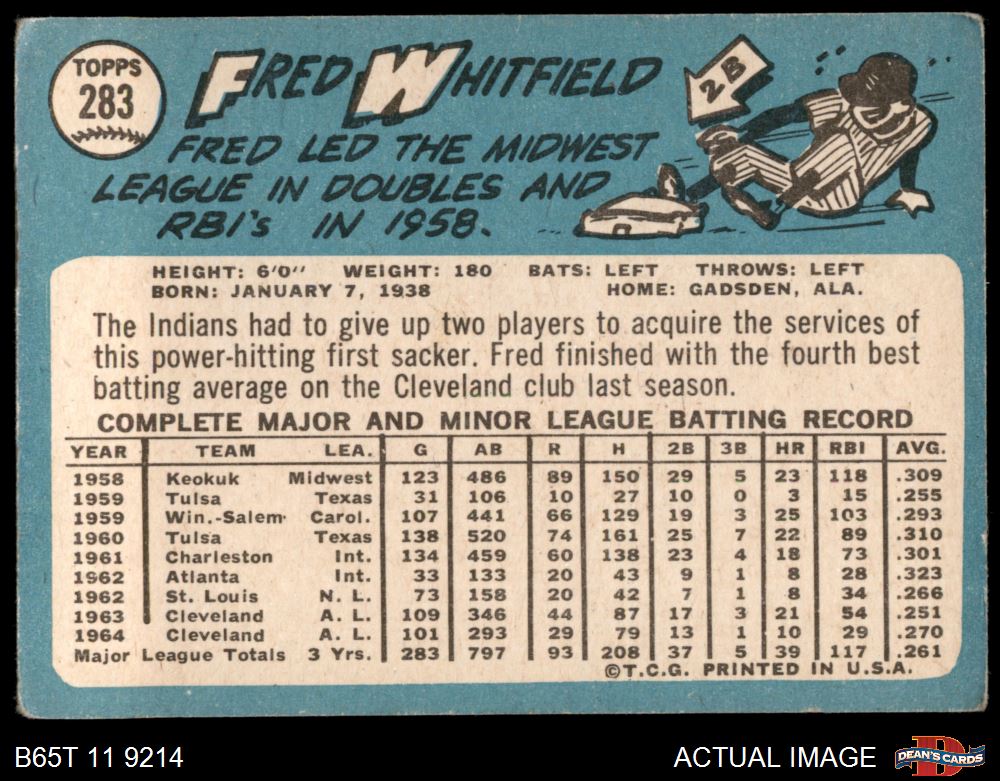 TOPPS
283
FRED WHITFIELD
2B
FRED LED THE MIDWEST
LEAGUE IN DOUBLES AND
RBI's IN 1958.
HEIGHT: 6'0" WEIGHT: 180 BATS: LEFT THROWS: LEFT
BORN: JANUARY 7, 1938 HOME: GADSDEN, ALA.
The Indians had to give up two players to acquire the services of
this power-hitting first sacker. Fred finished with the fourth best
batting average on the Cleveland club last season.
COMPLETE MAJOR AND MINOR LEAGUE BATTING RECORD
YEAR TEAM LEA. G AB R H 2B 3B HR RBI AVG.
1958 Keokuk Midwest 123 486 89 150 29 5 23 118 .309
1959 Tulsa Texas 31 106 10 27 10 0 3 15 .255
1959 Win.-Salem Carol. 107 441 66 129 19 3 25 103 .293
1960 Tulsa Texas 138 520 74 161 25 7 22 89 .310
1961 Charleston Int. 134 459 60 138 23 4 18 73 .301
1962 Atlanta Int. 33 133 20 43 9 1 8 28 .323
1962 St. Louis N. L. 73 158 20 42 7 1 8 34 .266
1963 Cleveland A. L. 109 346 44 87 17 3 21 54 .251
1964 Cleveland A. L. 101 293 29 79 13 1 10 29 .270
Major League Totals 3 Yrs. 283 797 93 208 37 5 39 117 .261
©T.C.G. PRINTED IN U.S.A.
B65T 11 9214 ACTUAL IMAGE
D
DEAN'S CARDS